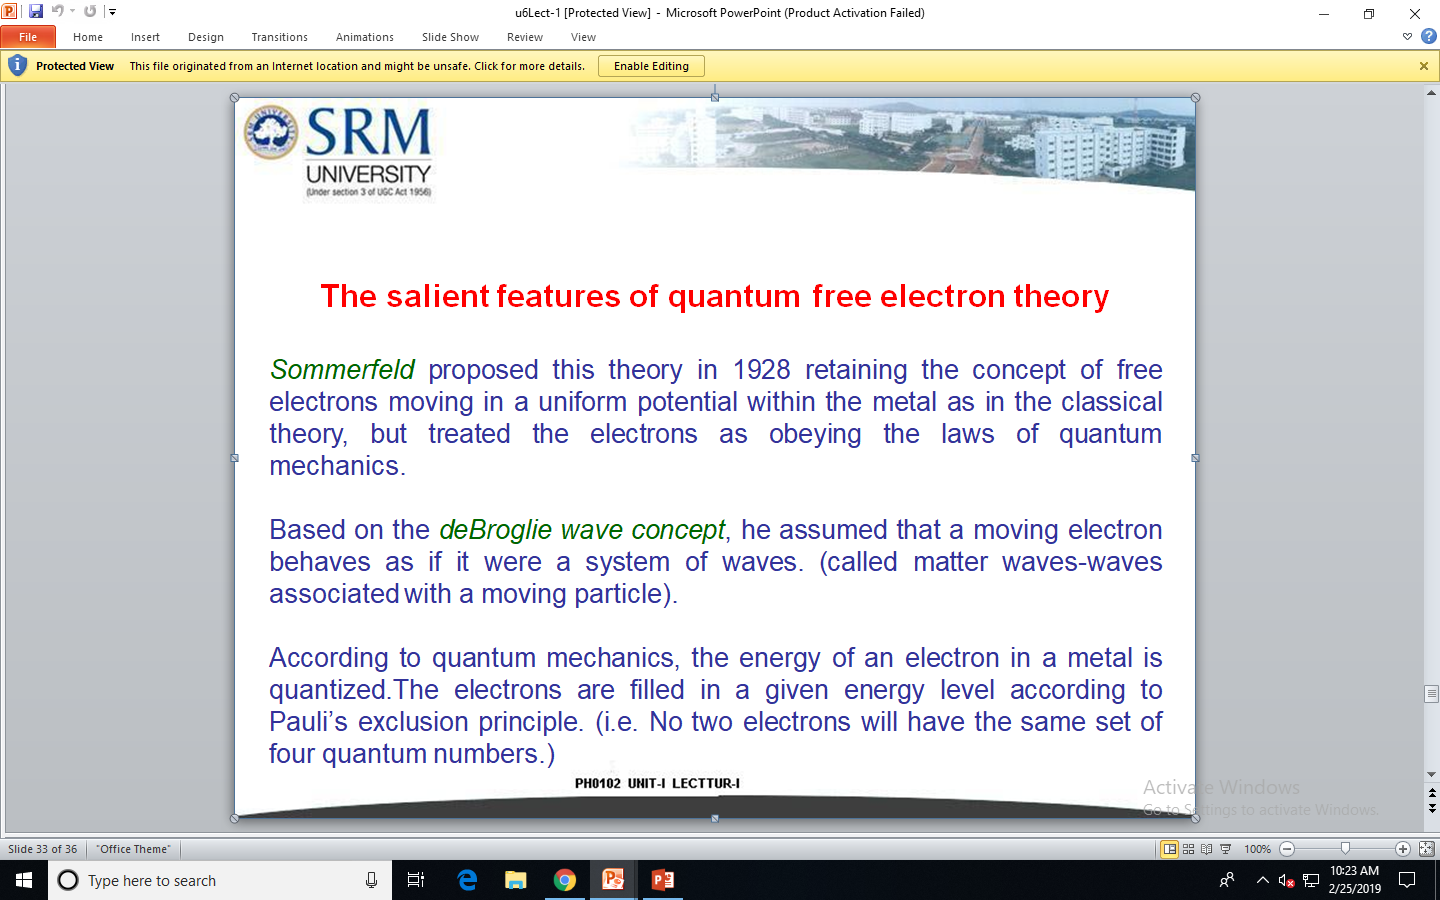 u6Lect-1 [Protected View] - Microsoft PowerPoint (Product Activation Failed)
File Home Insert Design Transitions Animations Slide Show Review View
Protected View This file originated from an Internet location and might be unsafe. Click for more details. Enable Editing
SRM
UNIVERSITY
(Under section 3 of UGC Act 1956)
The salient features of quantum free electron theory
Sommerfeld proposed this theory in 1928 retaining the concept of free
electrons moving in a uniform potential within the metal as in the classical
theory, but treated the electrons as obeying the laws of quantum
mechanics.
Based on the deBroglie wave concept, he assumed that a moving electron
behaves as if it were a system of waves. (called matter waves-waves
associated with a moving particle).
According to quantum mechanics, the energy of an electron in a metal is
quantized.The electrons are filled in a given energy level according to
Pauli's exclusion principle. (i.e. No two electrons will have the same set of
four quantum numbers.)
PH0102 UNIT-I LECTTUR-I
Activate Windows
Go to Settings to activate Windows.
Slide 33 of 36 "Office Theme" 100%
Type here to search
10:23 AM
2/25/2019